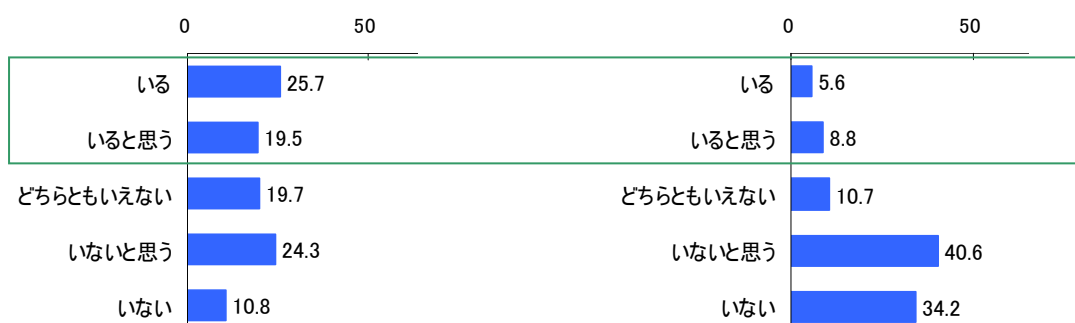 0 50
いる 25.7
いると思う 19.5
どちらともいえない 19.7
いないと思う 24.3
いない 10.8
0 50
いる 5.6
いると思う 8.8
どちらともいえない 10.7
いないと思う 40.6
いない 34.2